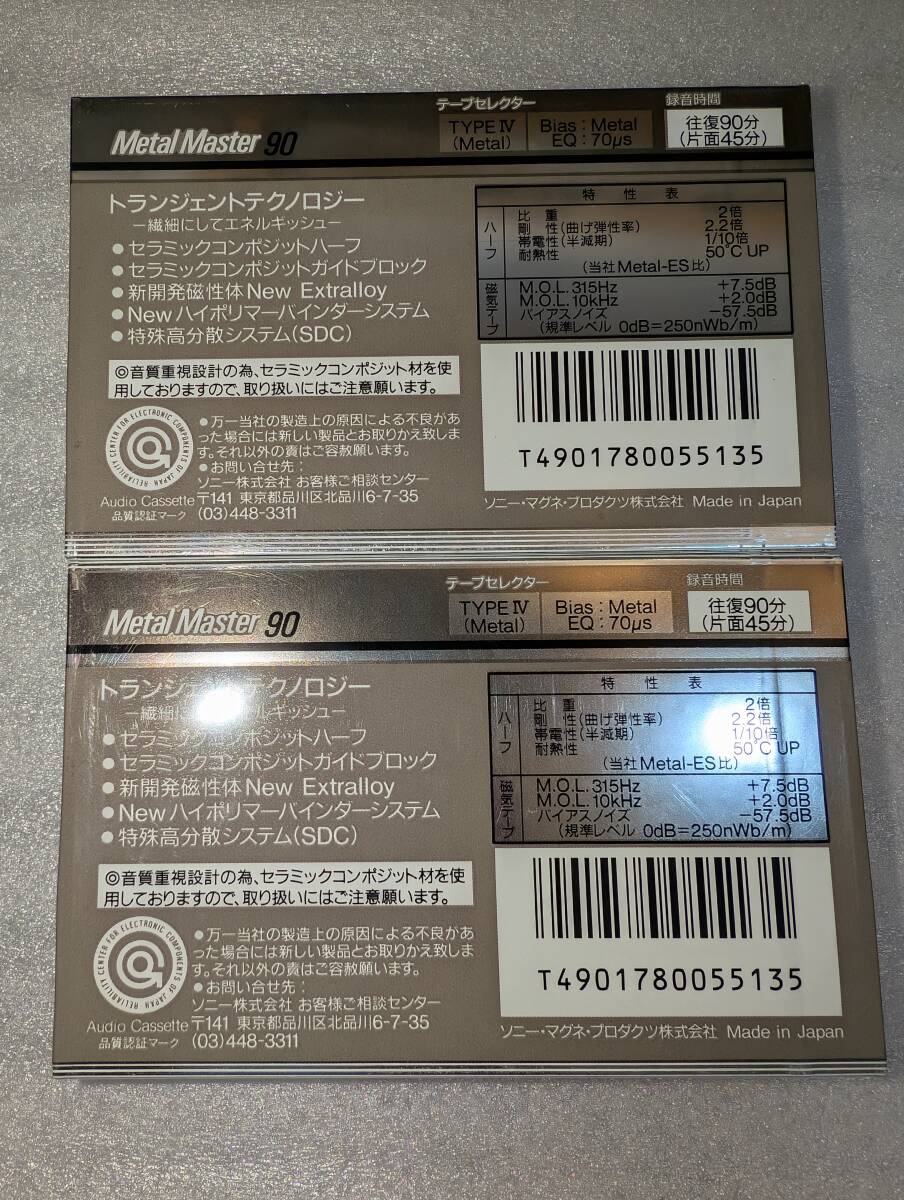 Metal Master 90
テープセレクター
TYPE Ⅳ
(Metal)
Bias : Metal
EQ : 70μs
録音時間
往復90分
(片面45分)
トランジェントテクノロジー
—繊細にしてエネルギッシュ—
●セラミックコンポジットハーフ
●セラミックコンポジットガイドブロック
●新開発磁性体New Extralloy
●Newハイポリマーバインダーシステム
●特殊高分散システム(SDC)
特 性 表
ハーフ
比 重 2倍
剛 性(曲げ弾性率) 2.2倍
帯電性(半減期) 1/10倍
耐熱性 50℃ UP
(当社Metal-ES比)
磁気テープ
M.O.L. 315Hz +7.5dB
M.O.L. 10kHz +2.0dB
バイアスノイズ −57.5dB
(規準レベル 0dB=250nWb/m)
◎音質重視設計の為、セラミックコンポジット材を使
用しておりますので、取り扱いにはご注意願います。
RELIABILITY CENTER FOR ELECTRONIC COMPONENTS OF JAPAN
Audio Cassette
品質認証マーク
●万一当社の製造上の原因による不良があ
った場合には新しい製品とお取りかえ致しま
す。それ以外の責はご容赦願います。
●お問い合せ先：
ソニー株式会社 お客様ご相談センター
〒141 東京都品川区北品川6-7-35
(03)448-3311
T4901780055135
ソニー・マグネ・プロダクツ株式会社 Made in Japan
Metal Master 90
テープセレクター
TYPE Ⅳ
(Metal)
Bias : Metal
EQ : 70μs
録音時間
往復90分
(片面45分)
トランジェントテクノロジー
—繊細にしてエネルギッシュ—
●セラミックコンポジットハーフ
●セラミックコンポジットガイドブロック
●新開発磁性体New Extralloy
●Newハイポリマーバインダーシステム
●特殊高分散システム(SDC)
特 性 表
ハーフ
比 重 2倍
剛 性(曲げ弾性率) 2.2倍
帯電性(半減期) 1/10倍
耐熱性 50℃ UP
(当社Metal-ES比)
磁気テープ
M.O.L. 315Hz +7.5dB
M.O.L. 10kHz +2.0dB
バイアスノイズ −57.5dB
(規準レベル 0dB=250nWb/m)
◎音質重視設計の為、セラミックコンポジット材を使
用しておりますので、取り扱いにはご注意願います。
RELIABILITY CENTER FOR ELECTRONIC COMPONENTS OF JAPAN
Audio Cassette
品質認証マーク
●万一当社の製造上の原因による不良があ
った場合には新しい製品とお取りかえ致しま
す。それ以外の責はご容赦願います。
●お問い合せ先：
ソニー株式会社 お客様ご相談センター
〒141 東京都品川区北品川6-7-35
(03)448-3311
T4901780055135
ソニー・マグネ・プロダクツ株式会社 Made in Japan